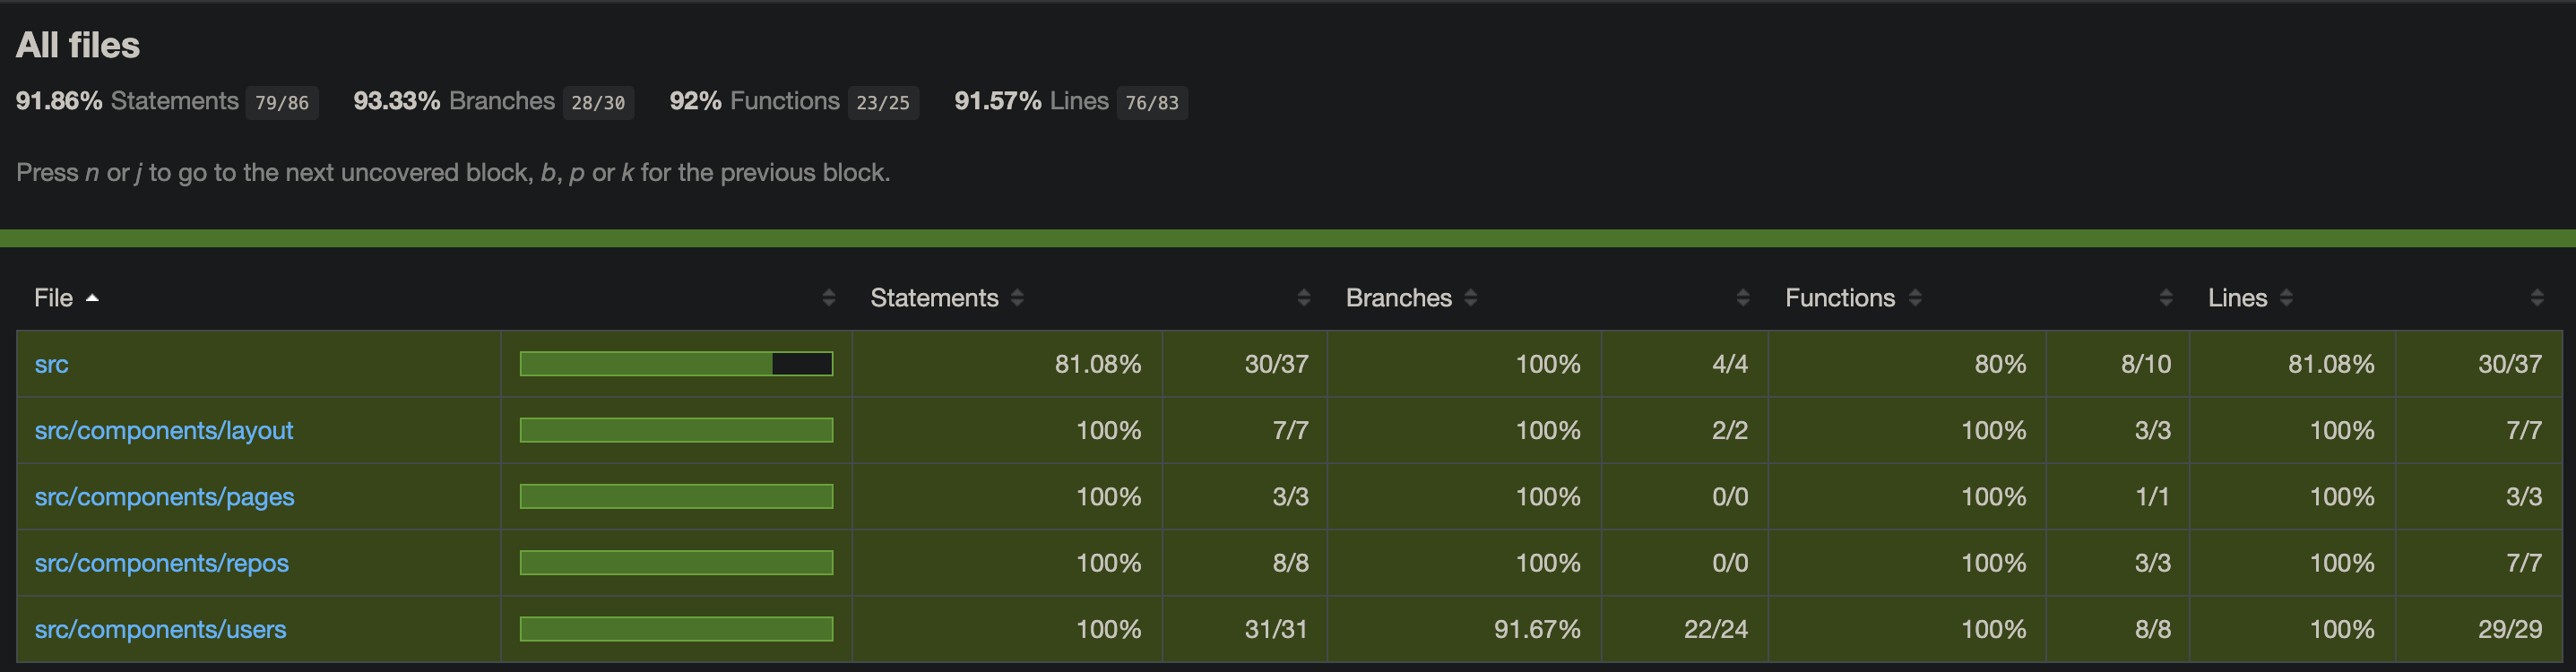 All files
91.86% Statements 79/86 93.33% Branches 28/30 92% Functions 23/25 91.57% Lines 76/83
Press n or j to go to the next uncovered block, b, p or k for the previous block.
File Statements Branches Functions Lines
src 81.08% 30/37 100% 4/4 80% 8/10 81.08% 30/37
src/components/layout 100% 7/7 100% 2/2 100% 3/3 100% 7/7
src/components/pages 100% 3/3 100% 0/0 100% 1/1 100% 3/3
src/components/repos 100% 8/8 100% 0/0 100% 3/3 100% 7/7
src/components/users 100% 31/31 91.67% 22/24 100% 8/8 100% 29/29